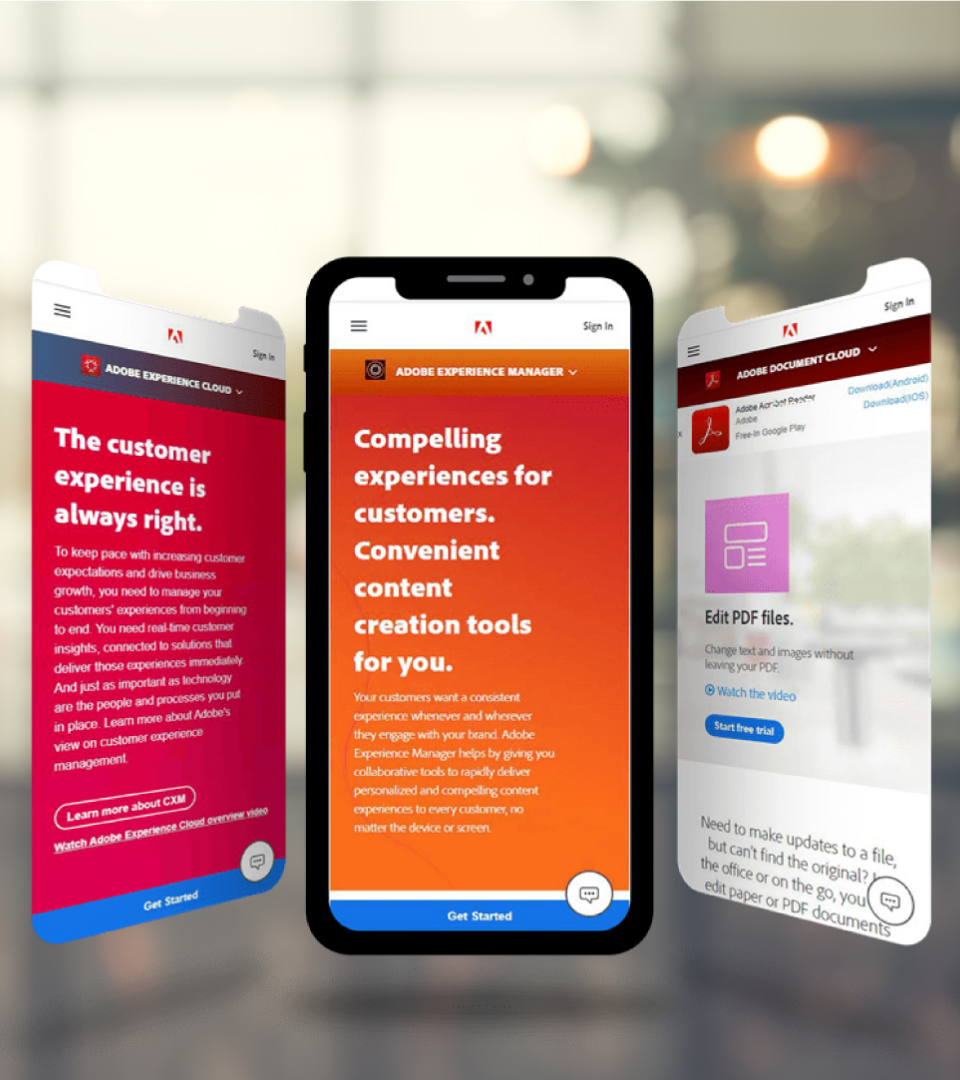 Sign In
ADOBE EXPERIENCE CLOUD
The customer
experience is
always right.
To keep pace with increasing customer
expectations and drive business
growth, you need to manage your
customers' experiences from beginning
to end. You need real-time customer
insights, connected to solutions that
deliver those experiences immediately.
And just as important as technology
are the people and processes you put
in place. Learn more about Adobe's
view on customer experience
management.
Learn more about CXM
Watch Adobe Experience Cloud overview video
Get Started
Sign In
ADOBE EXPERIENCE MANAGER
Compelling
experiences for
customers.
Convenient
content
creation tools
for you.
Your customers want a consistent
experience whenever and wherever
they engage with your brand. Adobe
Experience Manager helps by giving you
collaborative tools to rapidly deliver
personalized and compelling content
experiences to every customer, no
matter the device or screen.
Get Started
Sign In
ADOBE DOCUMENT CLOUD
x
Adobe Acrobat Reader
Adobe
Free-In Google Play
Download(Android)
Download(IOS)
Edit PDF files.
Change text and images without
leaving your PDF.
Watch the video
Start free trial
Need to make updates to a file,
but can't find the original?
the office or on the go, you
edit paper or PDF documents